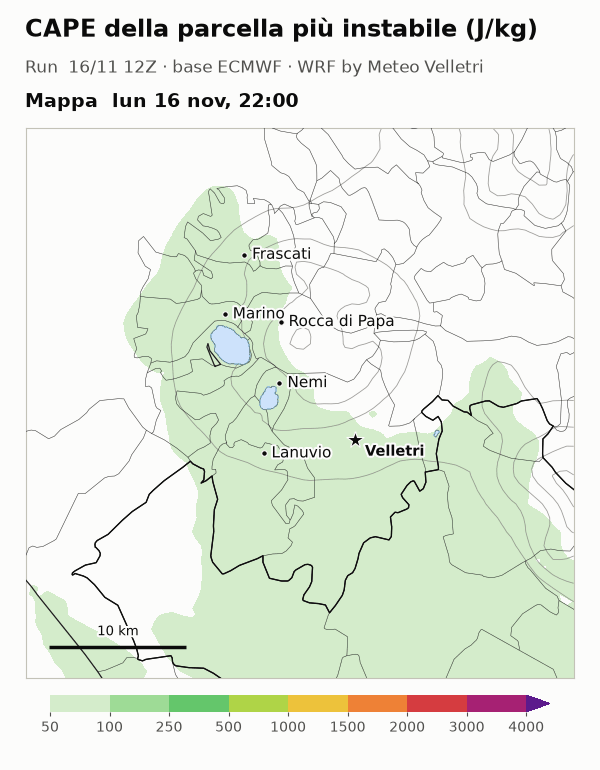 CAPE della parcella più instabile (J/kg)
Run  16/11 12Z · base ECMWF · WRF by Meteo Velletri
Mappa  lun 16 nov, 22:00
Frascati
Marino
Rocca di Papa
Nemi
Velletri
Lanuvio
10 km
50 100 250 500 1000 1500 2000 3000 4000